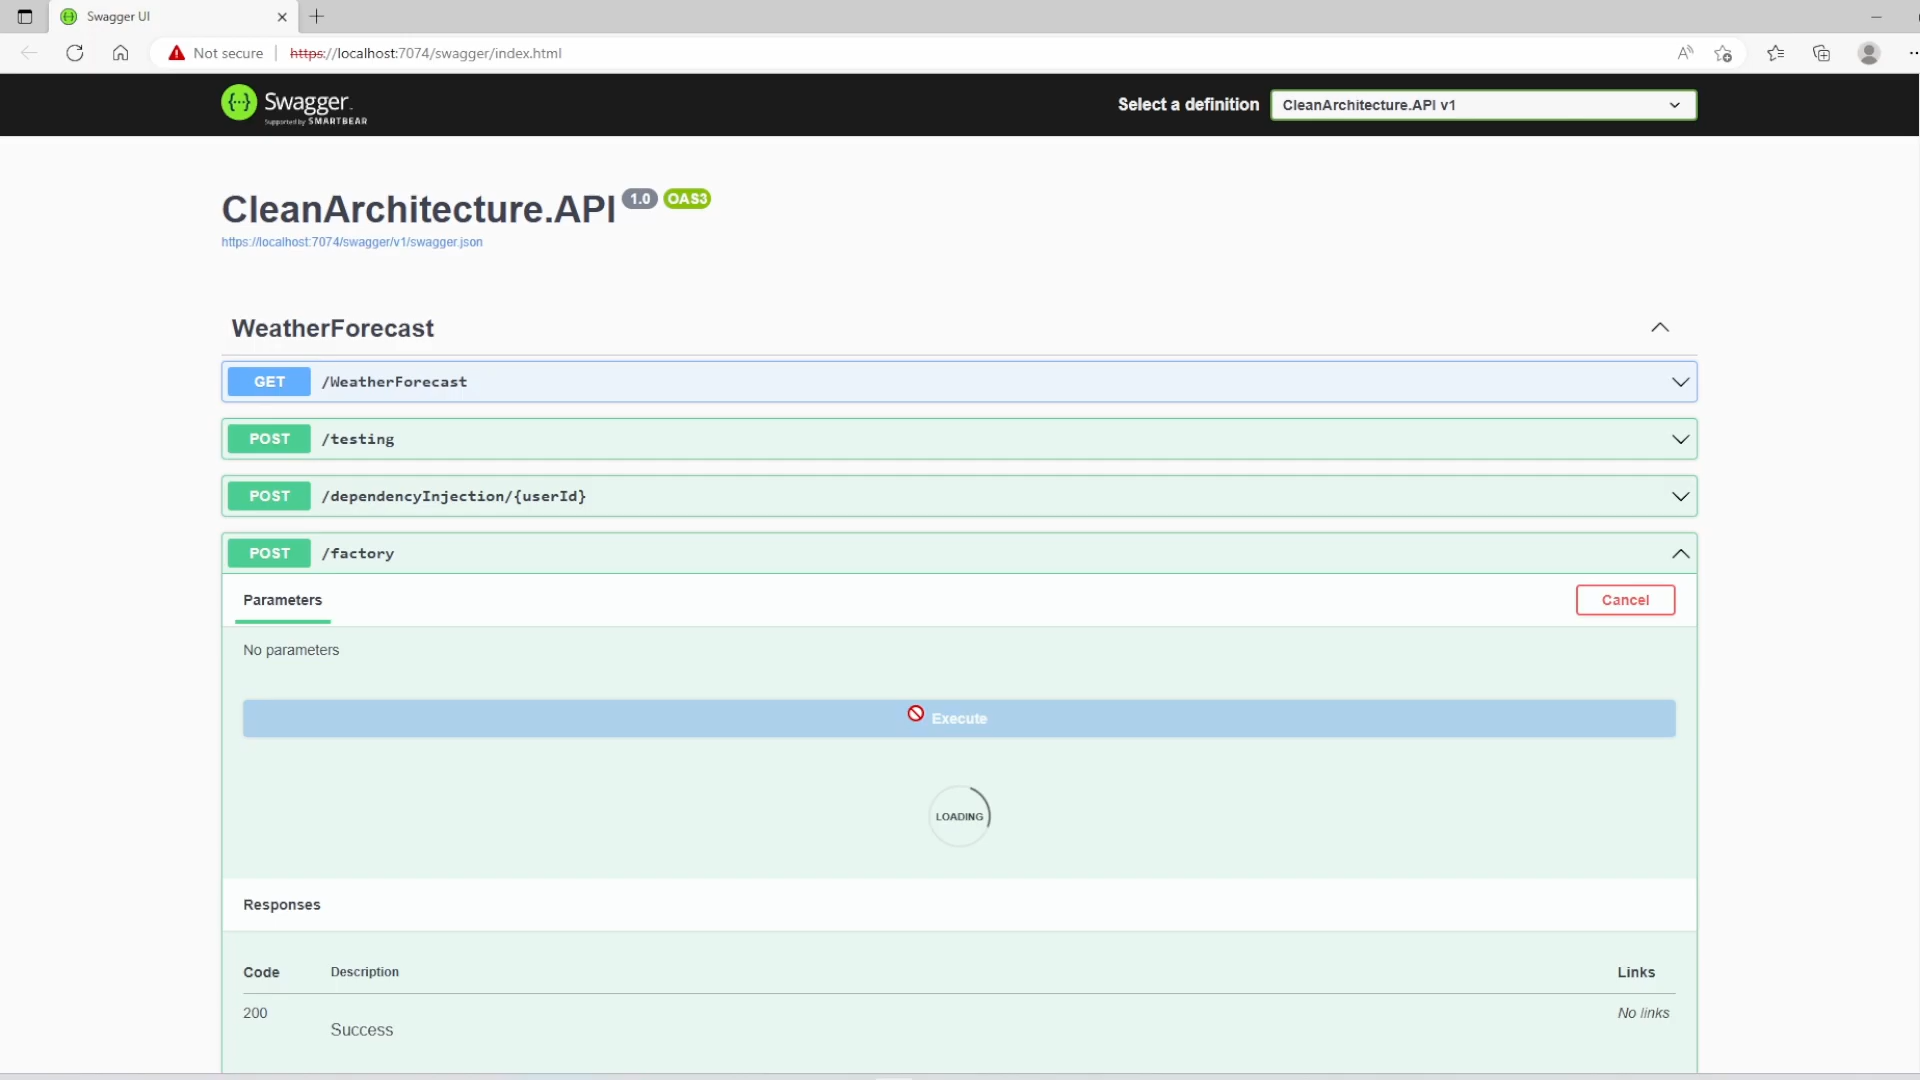 Swagger UI
Not secure
https://localhost:7074/swagger/index.html
Swagger
Supported by SMARTBEAR
Select a definition
CleanArchitecture.API v1
CleanArchitecture.API 1.0 OAS3
https://localhost:7074/swagger/v1/swagger.json
WeatherForecast
GET /WeatherForecast
POST /testing
POST /dependencyInjection/{userId}
POST /factory
Parameters
Cancel
No parameters
Execute
LOADING
Responses
Code Description Links
200 No links
Success